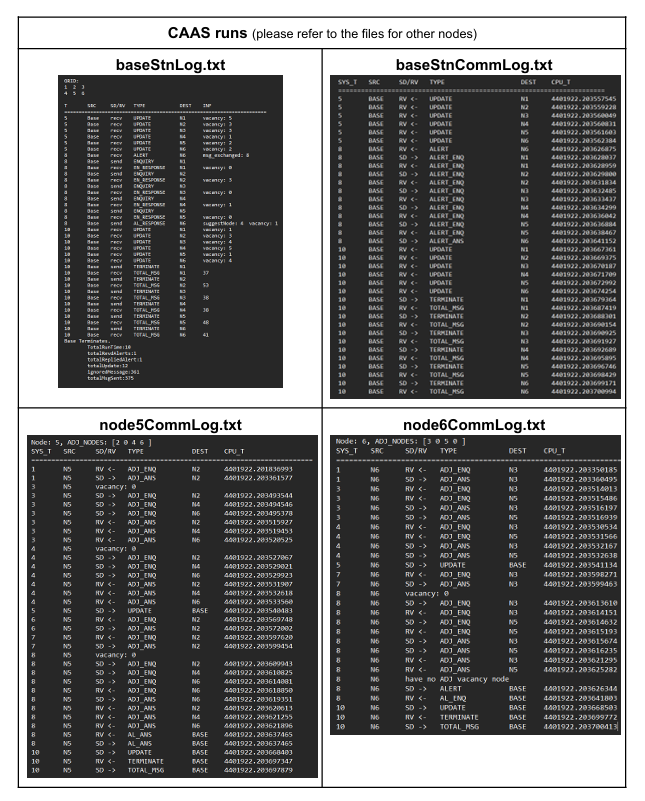 CAAS runs (please refer to the files for other nodes)
baseStnLog.txt
GRID:
1 2 3
4 5 6
T SRC SD/RV TYPE DEST INF
5 Base recv UPDATE N1 vacancy: 5
5 Base recv UPDATE N2 vacancy: 3
5 Base recv UPDATE N3 vacancy: 3
5 Base recv UPDATE N4 vacancy: 1
5 Base recv UPDATE N5 vacancy: 2
5 Base recv UPDATE N6 vacancy: 2
8 Base recv ALERT N6 msg_exchanged: 8
8 Base send ENQUIRY N1
8 Base recv EN_RESPONSE N1 vacancy: 0
8 Base send ENQUIRY N2
8 Base recv EN_RESPONSE N2 vacancy: 3
8 Base send ENQUIRY N3
8 Base recv EN_RESPONSE N3 vacancy: 0
8 Base send ENQUIRY N4
8 Base recv EN_RESPONSE N4 vacancy: 1
8 Base send ENQUIRY N5
8 Base recv EN_RESPONSE N5 vacancy: 0
8 Base send AL_RESPONSE N6 suggestNode: 4 vacancy: 1
10 Base recv UPDATE N1 vacancy: 1
10 Base recv UPDATE N2 vacancy: 3
10 Base recv UPDATE N3 vacancy: 4
10 Base recv UPDATE N4 vacancy: 5
10 Base recv UPDATE N5 vacancy: 1
10 Base recv UPDATE N6 vacancy: 4
10 Base send TERMINATE N1
10 Base recv TOTAL_MSG N1 37
10 Base send TERMINATE N2
10 Base recv TOTAL_MSG N2 53
10 Base send TERMINATE N3
10 Base recv TOTAL_MSG N3 38
10 Base send TERMINATE N4
10 Base recv TOTAL_MSG N4 38
10 Base send TERMINATE N5
10 Base recv TOTAL_MSG N5 48
10 Base send TERMINATE N6
10 Base recv TOTAL_MSG N6 41
Base Terminates.
TotalRunTime:10
totalRevdAlerts:1
totalRepliedAlert:1
totalUpdate:12
ignoredMessage:361
totalMsgSent:375
baseStnCommLog.txt
SYS_T SRC SD/RV TYPE DEST CPU_T
5 BASE RV <- UPDATE N1 4401922.203557545
5 BASE RV <- UPDATE N2 4401922.203559228
5 BASE RV <- UPDATE N3 4401922.203560049
5 BASE RV <- UPDATE N4 4401922.203560831
5 BASE RV <- UPDATE N5 4401922.203561603
5 BASE RV <- UPDATE N6 4401922.203562384
8 BASE RV <- ALERT N6 4401922.203626875
8 BASE SD -> ALERT_ENQ N1 4401922.203628037
8 BASE RV <- ALERT_ENQ N1 4401922.203628959
8 BASE SD -> ALERT_ENQ N2 4401922.203629800
8 BASE RV <- ALERT_ENQ N2 4401922.203631834
8 BASE SD -> ALERT_ENQ N3 4401922.203632485
8 BASE RV <- ALERT_ENQ N3 4401922.203633437
8 BASE SD -> ALERT_ENQ N4 4401922.203634299
8 BASE RV <- ALERT_ENQ N4 4401922.203636042
8 BASE SD -> ALERT_ENQ N5 4401922.203636884
8 BASE RV <- ALERT_ENQ N5 4401922.203638467
8 BASE SD -> ALERT_ANS N6 4401922.203641152
10 BASE RV <- UPDATE N1 4401922.203667361
10 BASE RV <- UPDATE N2 4401922.203669375
10 BASE RV <- UPDATE N3 4401922.203670187
10 BASE RV <- UPDATE N4 4401922.203671709
10 BASE RV <- UPDATE N5 4401922.203672992
10 BASE RV <- UPDATE N6 4401922.203674254
10 BASE SD -> TERMINATE N1 4401922.203679364
10 BASE RV <- TOTAL_MSG N1 4401922.203687419
10 BASE SD -> TERMINATE N2 4401922.203688301
10 BASE RV <- TOTAL_MSG N2 4401922.203690154
10 BASE SD -> TERMINATE N3 4401922.203690925
10 BASE RV <- TOTAL_MSG N3 4401922.203691927
10 BASE SD -> TERMINATE N4 4401922.203692689
10 BASE RV <- TOTAL_MSG N4 4401922.203695895
10 BASE SD -> TERMINATE N5 4401922.203696746
10 BASE RV <- TOTAL_MSG N5 4401922.203698429
10 BASE SD -> TERMINATE N6 4401922.203699171
10 BASE RV <- TOTAL_MSG N6 4401922.203700994
node5CommLog.txt
Node: 5, ADJ_NODES: [2 0 4 6 ]
SYS_T SRC SD/RV TYPE DEST CPU_T
1 N5 RV <- ADJ_ENQ N2 4401922.201836993
1 N5 SD -> ADJ_ANS N2 4401922.203361577
3 N5 vacancy: 0
3 N5 SD -> ADJ_ENQ N2 4401922.203493544
3 N5 SD -> ADJ_ENQ N4 4401922.203494546
3 N5 SD -> ADJ_ENQ N6 4401922.203495378
3 N5 RV <- ADJ_ANS N2 4401922.203515927
3 N5 RV <- ADJ_ANS N4 4401922.203519453
3 N5 RV <- ADJ_ANS N6 4401922.203520525
4 N5 vacancy: 0
4 N5 SD -> ADJ_ENQ N2 4401922.203527067
4 N5 SD -> ADJ_ENQ N4 4401922.203529021
4 N5 SD -> ADJ_ENQ N6 4401922.203529923
4 N5 RV <- ADJ_ANS N2 4401922.203531907
4 N5 RV <- ADJ_ANS N4 4401922.203532618
4 N5 RV <- ADJ_ANS N6 4401922.203533560
5 N5 SD -> UPDATE BASE 4401922.203540483
6 N5 RV <- ADJ_ENQ N2 4401922.203569748
6 N5 SD -> ADJ_ANS N2 4401922.203572002
7 N5 RV <- ADJ_ENQ N2 4401922.203597620
7 N5 SD -> ADJ_ANS N2 4401922.203599454
8 N5 vacancy: 0
8 N5 SD -> ADJ_ENQ N2 4401922.203609943
8 N5 SD -> ADJ_ENQ N4 4401922.203610825
8 N5 SD -> ADJ_ENQ N6 4401922.203614081
8 N5 RV <- ADJ_ENQ N6 4401922.203618850
8 N5 SD -> ADJ_ANS N6 4401922.203619351
8 N5 RV <- ADJ_ANS N2 4401922.203620613
8 N5 RV <- ADJ_ANS N4 4401922.203621255
8 N5 RV <- ADJ_ANS N6 4401922.203621896
8 N5 RV <- AL_ANS BASE 4401922.203637465
8 N5 SD -> AL_ANS BASE 4401922.203637465
10 N5 SD -> UPDATE BASE 4401922.203668403
10 N5 RV <- TERMINATE BASE 4401922.203697347
10 N5 SD -> TOTAL_MSG BASE 4401922.203697879
node6CommLog.txt
Node: 6, ADJ_NODES: [3 0 5 0 ]
SYS_T SRC SD/RV TYPE DEST CPU_T
1 N6 RV <- ADJ_ENQ N3 4401922.203350185
1 N6 SD -> ADJ_ANS N3 4401922.203360495
3 N6 RV <- ADJ_ENQ N3 4401922.203514013
3 N6 RV <- ADJ_ENQ N5 4401922.203515486
3 N6 SD -> ADJ_ANS N3 4401922.203516197
3 N6 SD -> ADJ_ANS N5 4401922.203516939
4 N6 RV <- ADJ_ENQ N3 4401922.203530534
4 N6 RV <- ADJ_ENQ N5 4401922.203531566
4 N6 SD -> ADJ_ANS N3 4401922.203532167
4 N6 SD -> ADJ_ANS N5 4401922.203532638
5 N6 SD -> UPDATE BASE 4401922.203541134
7 N6 RV <- ADJ_ENQ N3 4401922.203598271
7 N6 SD -> ADJ_ANS N3 4401922.203599463
8 N6 vacancy: 0
8 N6 SD -> ADJ_ENQ N3 4401922.203613610
8 N6 RV <- ADJ_ENQ N3 4401922.203614151
8 N6 SD -> ADJ_ENQ N5 4401922.203614632
8 N6 RV <- ADJ_ENQ N5 4401922.203615193
8 N6 SD -> ADJ_ANS N3 4401922.203615674
8 N6 SD -> ADJ_ANS N5 4401922.203616235
8 N6 RV <- ADJ_ANS N3 4401922.203621295
8 N6 RV <- ADJ_ANS N5 4401922.203625282
8 N6 have no ADJ vacancy node
8 N6 SD -> ALERT BASE 4401922.203626344
8 N6 RV <- AL_ENQ BASE 4401922.203641803
10 N6 SD -> UPDATE BASE 4401922.203668503
10 N6 RV <- TERMINATE BASE 4401922.203699772
10 N6 SD -> TOTAL_MSG BASE 4401922.203700413